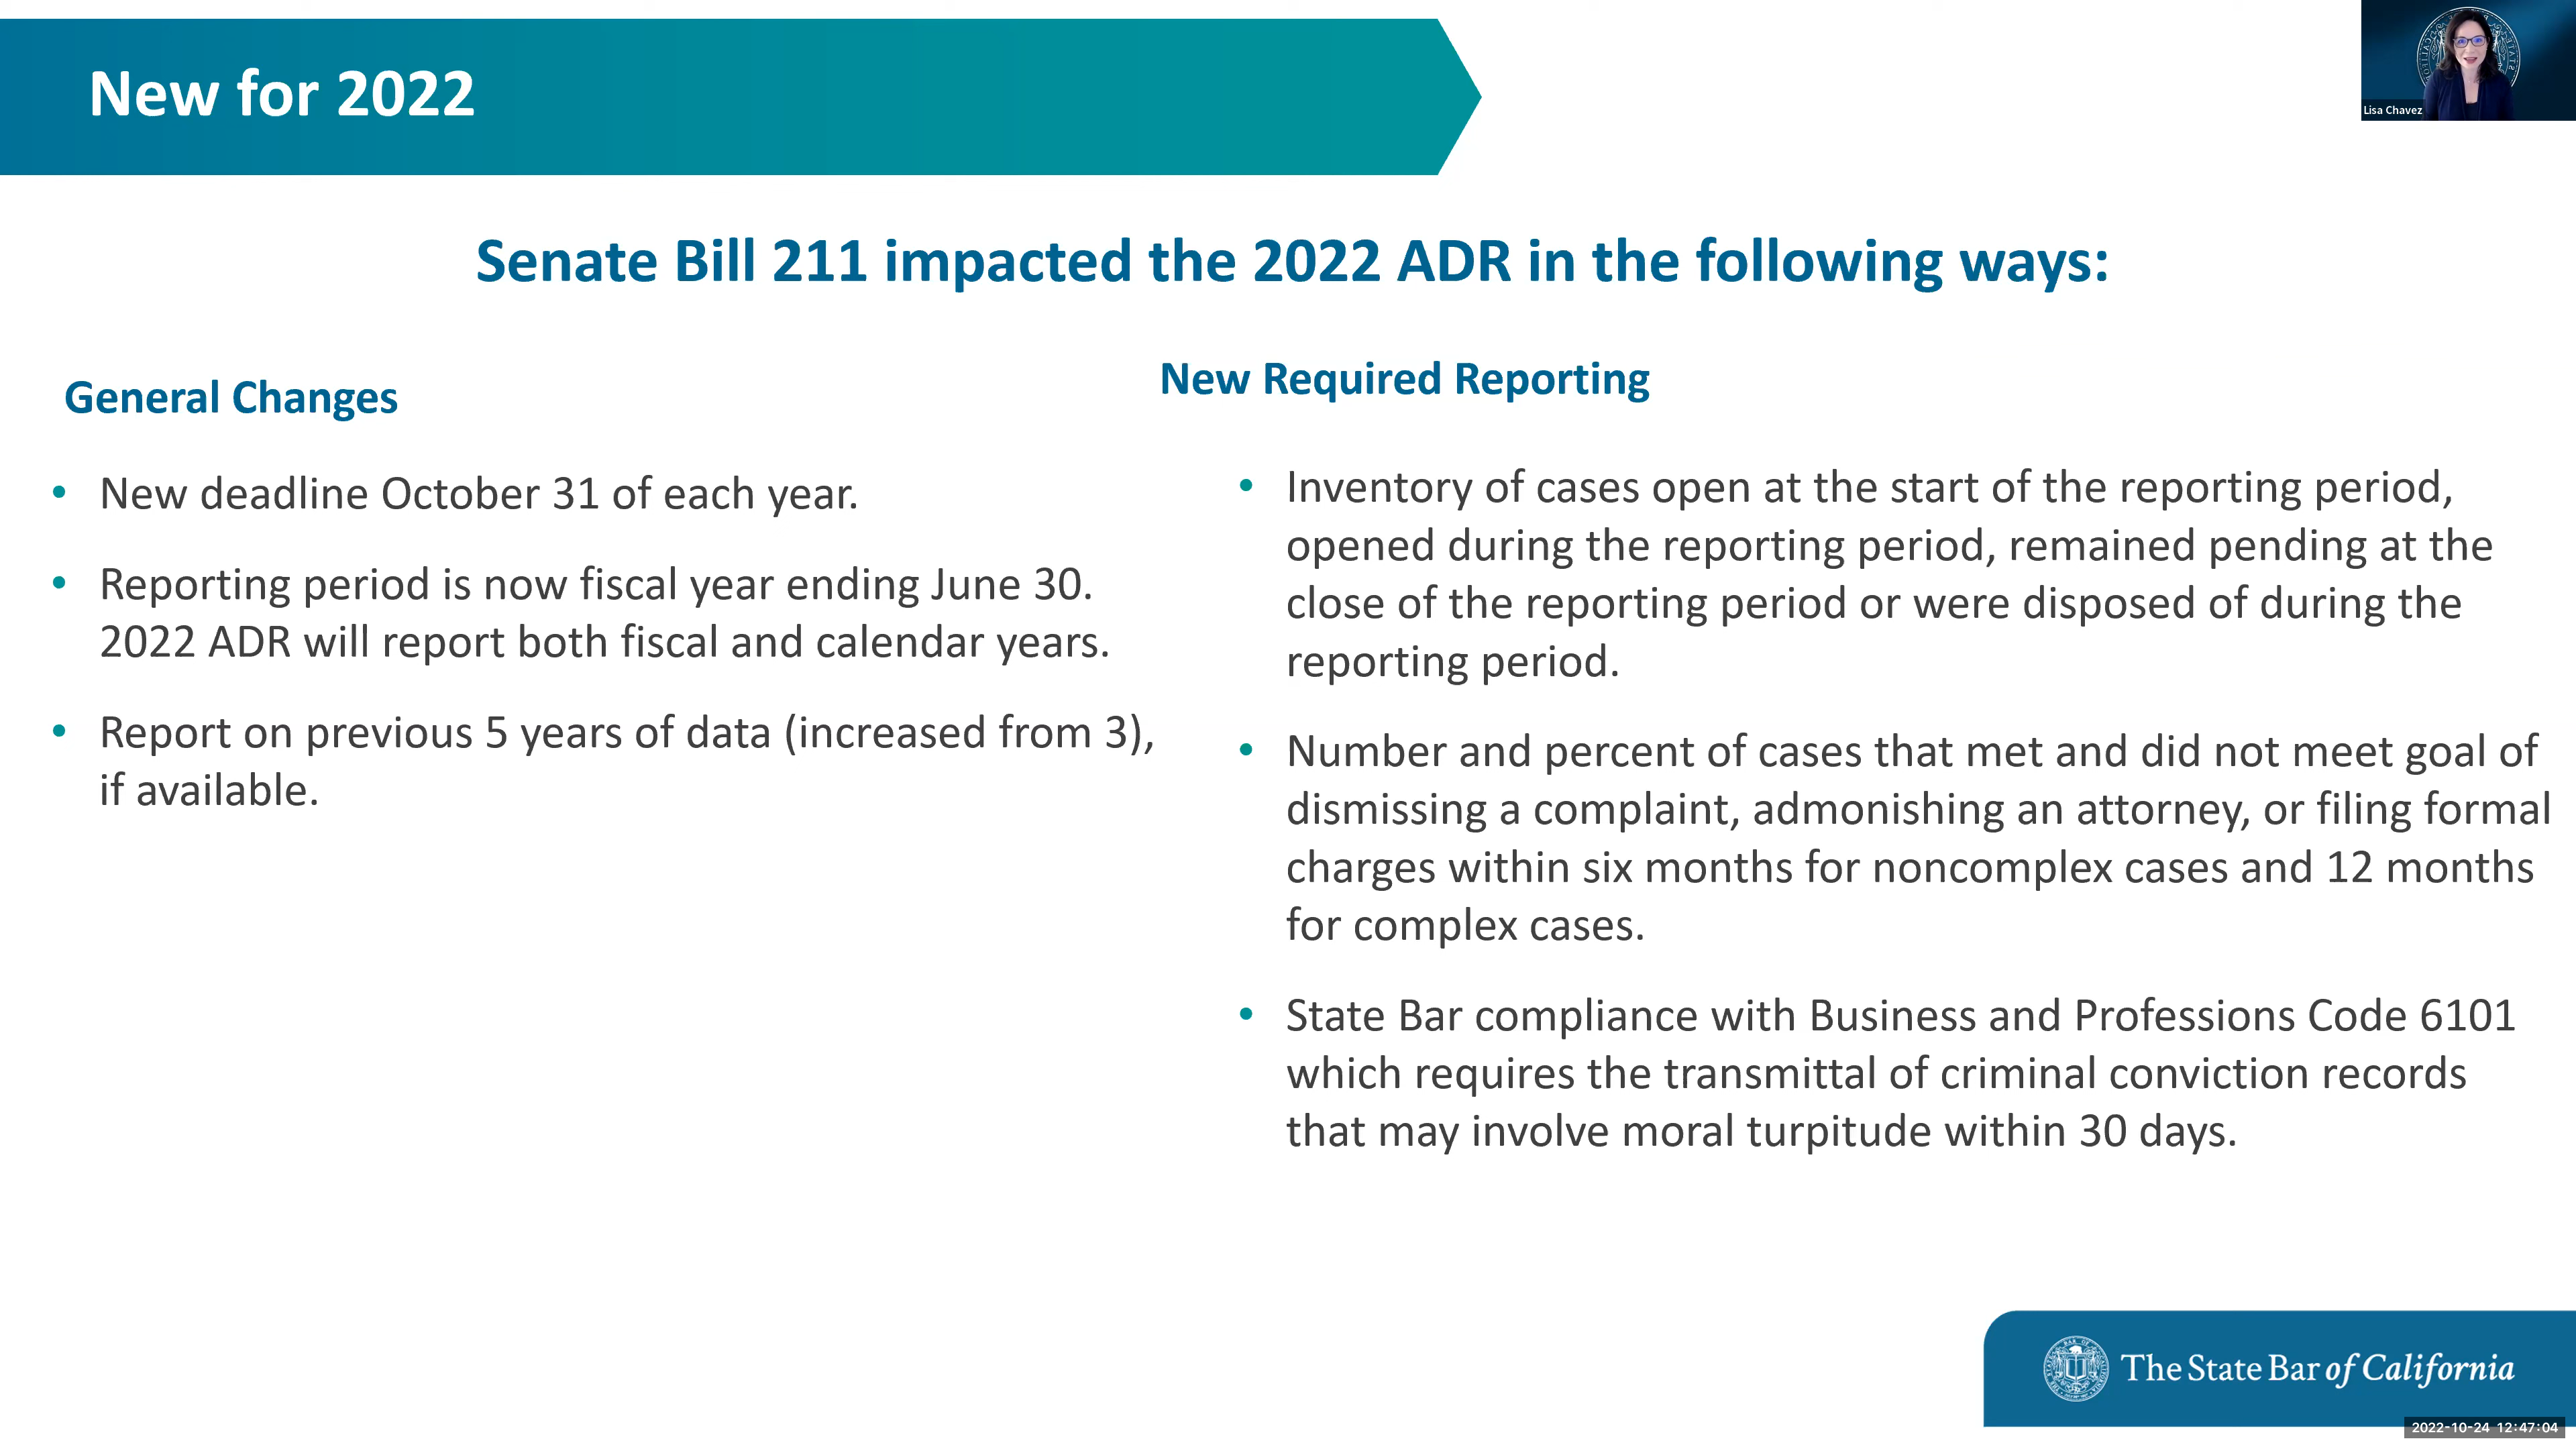 New for 2022
Lisa Chavez
Senate Bill 211 impacted the 2022 ADR in the following ways:
General Changes
• New deadline October 31 of each year.
• Reporting period is now fiscal year ending June 30.
2022 ADR will report both fiscal and calendar years.
• Report on previous 5 years of data (increased from 3),
if available.
New Required Reporting
• Inventory of cases open at the start of the reporting period,
opened during the reporting period, remained pending at the
close of the reporting period or were disposed of during the
reporting period.
• Number and percent of cases that met and did not meet goal of
dismissing a complaint, admonishing an attorney, or filing formal
charges within six months for noncomplex cases and 12 months
for complex cases.
• State Bar compliance with Business and Professions Code 6101
which requires the transmittal of criminal conviction records
that may involve moral turpitude within 30 days.
The State Bar of California
2022-10-24 12:47:04